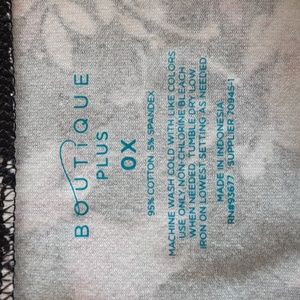 BOUTIQUE
PLUS
0X
95% COTTON 5% SPANDEX
MACHINE WASH COLD WITH LIKE COLORS
USE ONLY NON-CHLORINE BLEACH
WHEN NEEDED. TUMBLE DRY LOW
IRON ON LOWEST SETTING AS NEEDED
MADE IN INDONESIA
RN#93677 SUPPLIER 70945-1